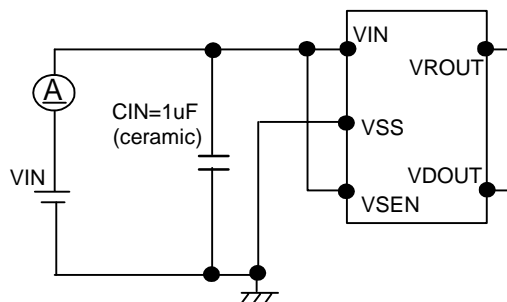 VIN
VROUT
A
CIN=1uF
(ceramic)
VSS
VIN
VDOUT
VSEN